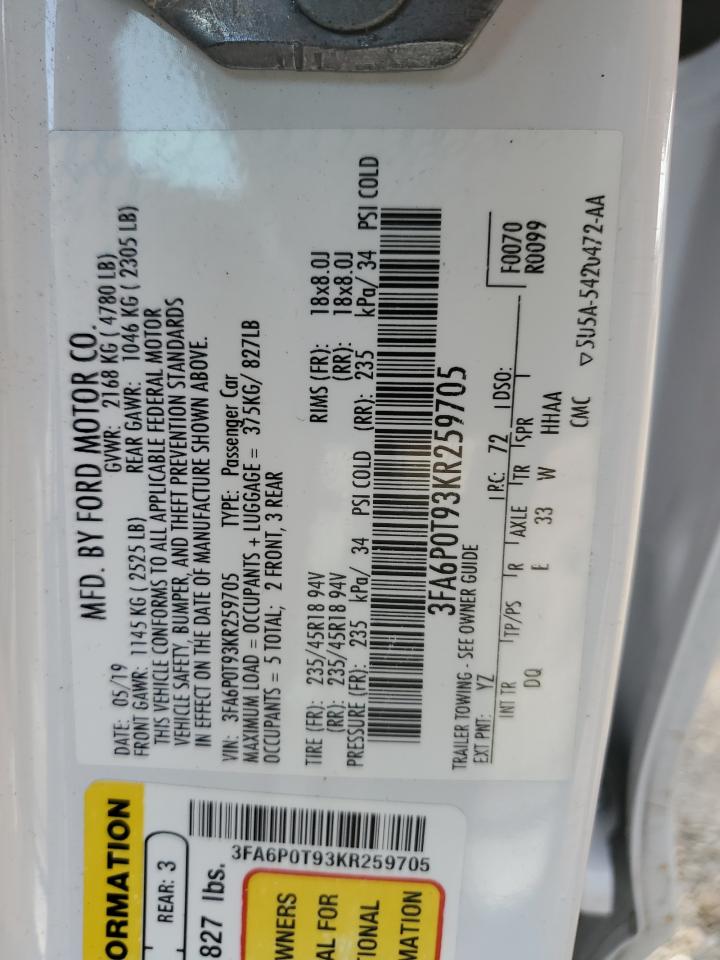 MFD. BY FORD MOTOR CO.
DATE: 05/19 GVWR: 2168 KG ( 4780 LB)
FRONT GAWR: 1145 KG ( 2525 LB) REAR GAWR: 1046 KG ( 2305 LB)
THIS VEHICLE CONFORMS TO ALL APPLICABLE FEDERAL MOTOR
VEHICLE SAFETY, BUMPER, AND THEFT PREVENTION STANDARDS
IN EFFECT ON THE DATE OF MANUFACTURE SHOWN ABOVE.
VIN: 3FA6P0T93KR259705 TYPE: Passenger Car
MAXIMUM LOAD = OCCUPANTS + LUGGAGE = 375KG/ 827LB
OCCUPANTS = 5 TOTAL; 2 FRONT, 3 REAR
TIRE (FR): 235/45R18 94V RIMS (FR): 18x8.0J
(RR): 235/45R18 94V (RR): 18x8.0J
PRESSURE (FR): 235 kPa/ 34 PSI COLD (RR): 235 kPa/ 34 PSI COLD
3FA6P0T93KR259705
TRAILER TOWING - SEE OWNER GUIDE F0070
EXT PNT: YZ RC: 72 DSO: R0099
INT TR TP/PS R AXLE TR SPR
DQ E 33 W HHAA
CMC ▽5U5A-5420472-AA
ORMATION
REAR: 3
827 lbs.
3FA6P0T93KR259705
WNERS
AL FOR
TIONAL
MATION